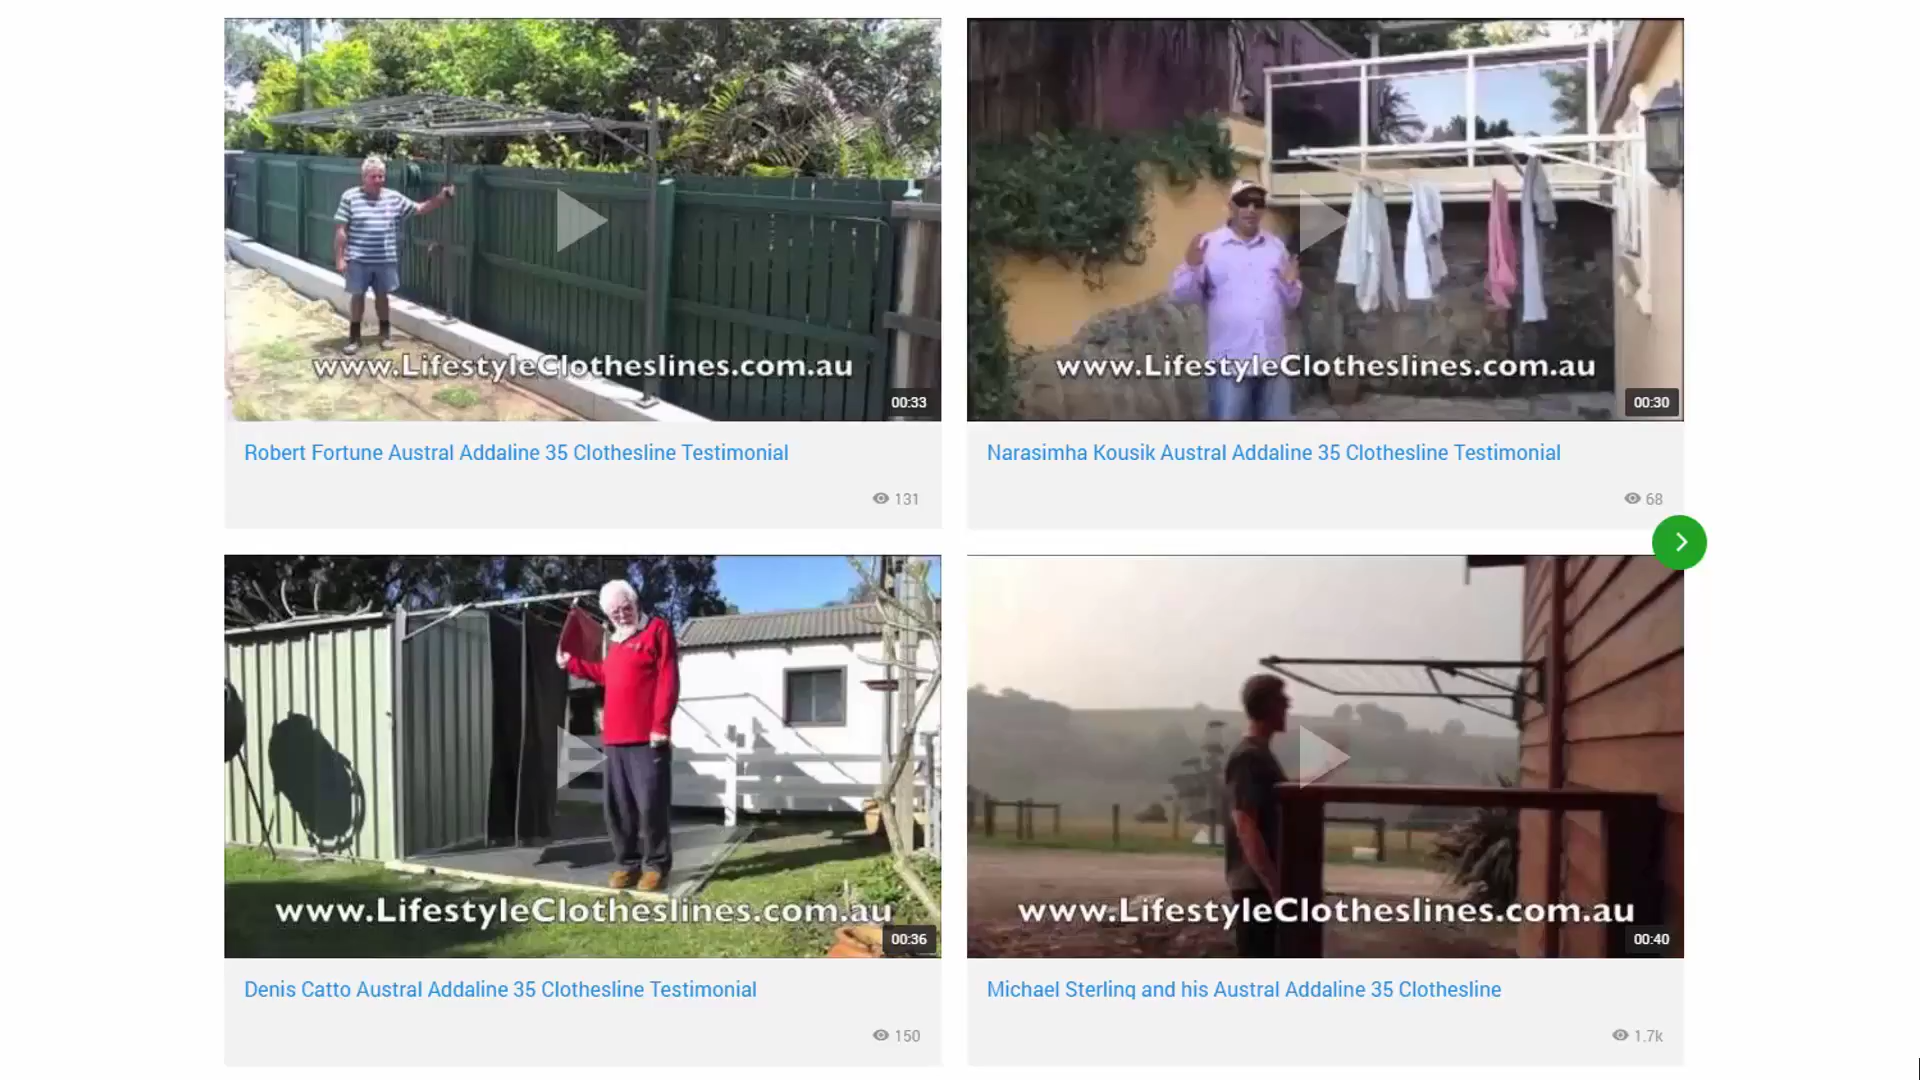 www.LifestyleClotheslines.com.au
00:33
Robert Fortune Austral Addaline 35 Clothesline Testimonial
131
www.LifestyleClotheslines.com.au
00:30
Narasimha Kousik Austral Addaline 35 Clothesline Testimonial
68
www.LifestyleClotheslines.com.au
00:36
Denis Catto Austral Addaline 35 Clothesline Testimonial
150
www.LifestyleClotheslines.com.au
00:40
Michael Sterling and his Austral Addaline 35 Clothesline
1.7k